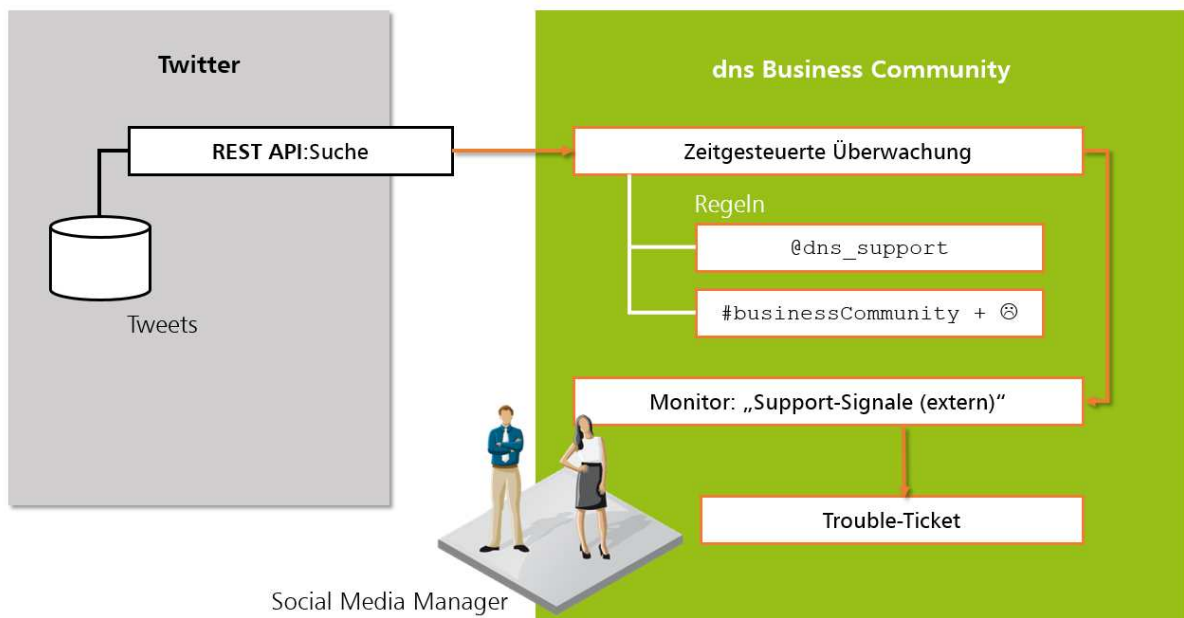 Twitter
REST API:Suche
Tweets
dns Business Community
Zeitgesteuerte Überwachung
Regeln
@dns_support
#businessCommunity + ☹
Monitor: „Support-Signale (extern)“
Trouble-Ticket
Social Media Manager